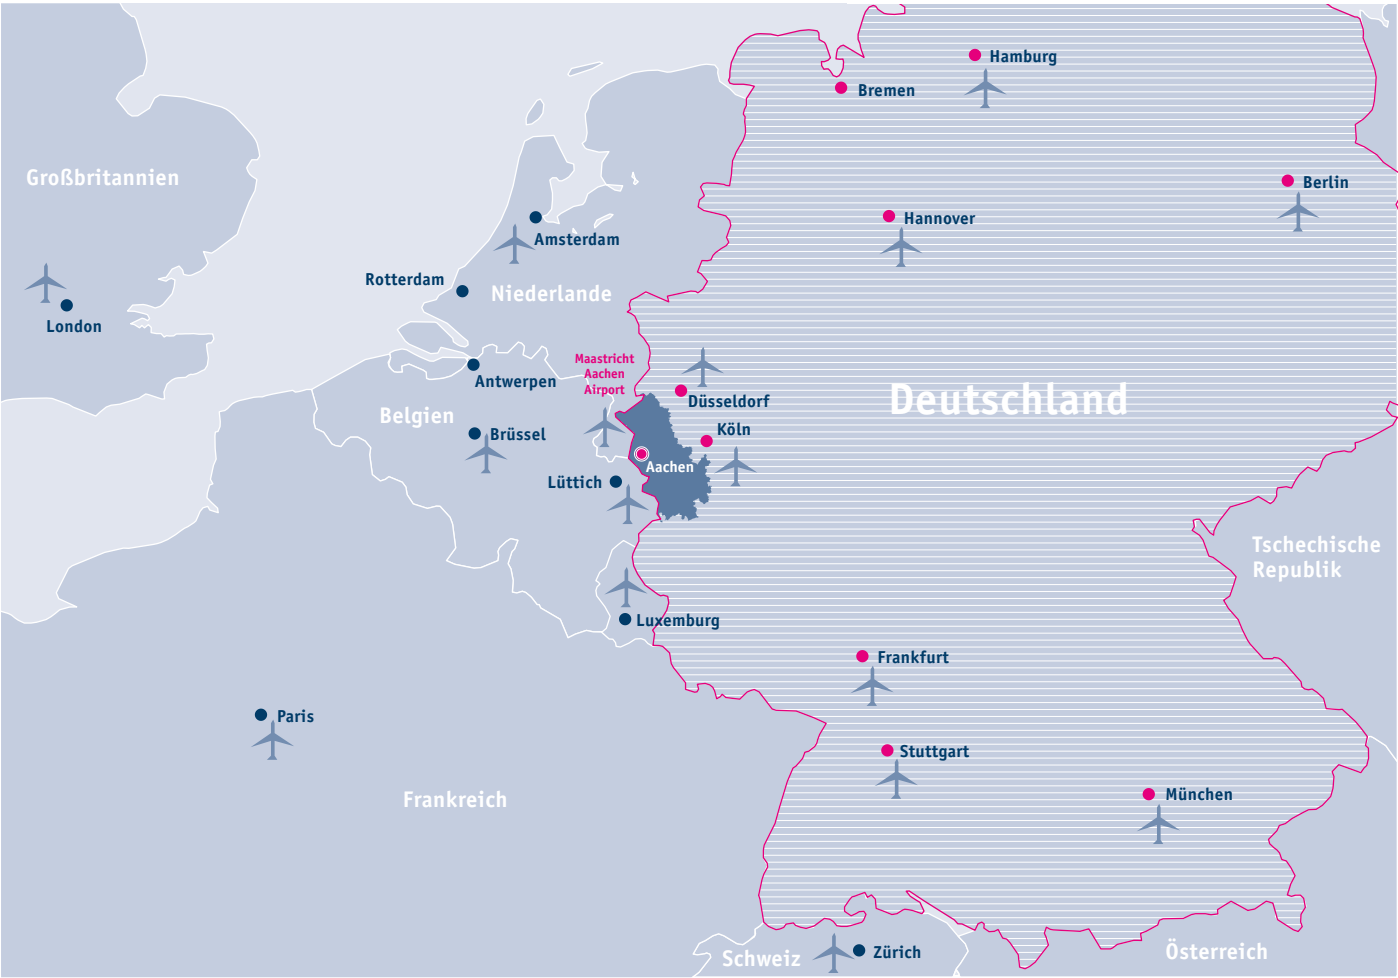 Hamburg
Bremen
Großbritannien
Berlin
Hannover
Amsterdam
Rotterdam
Niederlande
London
Maastricht
Aachen
Airport
Antwerpen
Deutschland
Düsseldorf
Belgien
Köln
Brüssel
Aachen
Lüttich
Tschechische
Republik
Luxemburg
Frankfurt
Paris
Stuttgart
München
Frankreich
Schweiz
Zürich
Österreich